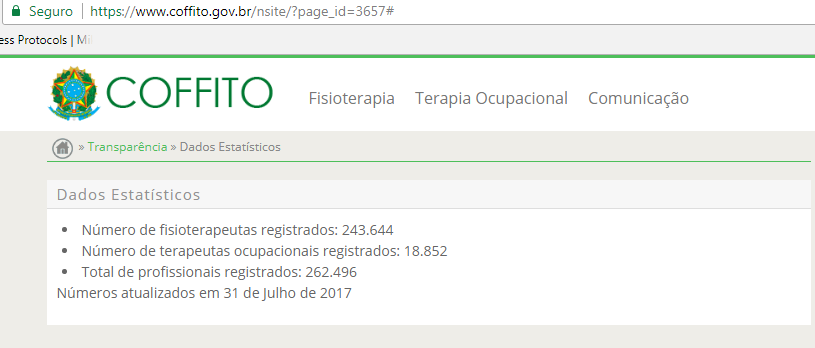 Seguro https://www.coffito.gov.br/nsite/?page_id=3657#
ess Protocols | Mi
COFFITO Fisioterapia Terapia Ocupacional Comunicação
» Transparência » Dados Estatísticos
Dados Estatísticos
• Número de fisioterapeutas registrados: 243.644
• Número de terapeutas ocupacionais registrados: 18.852
• Total de profissionais registrados: 262.496
Números atualizados em 31 de Julho de 2017